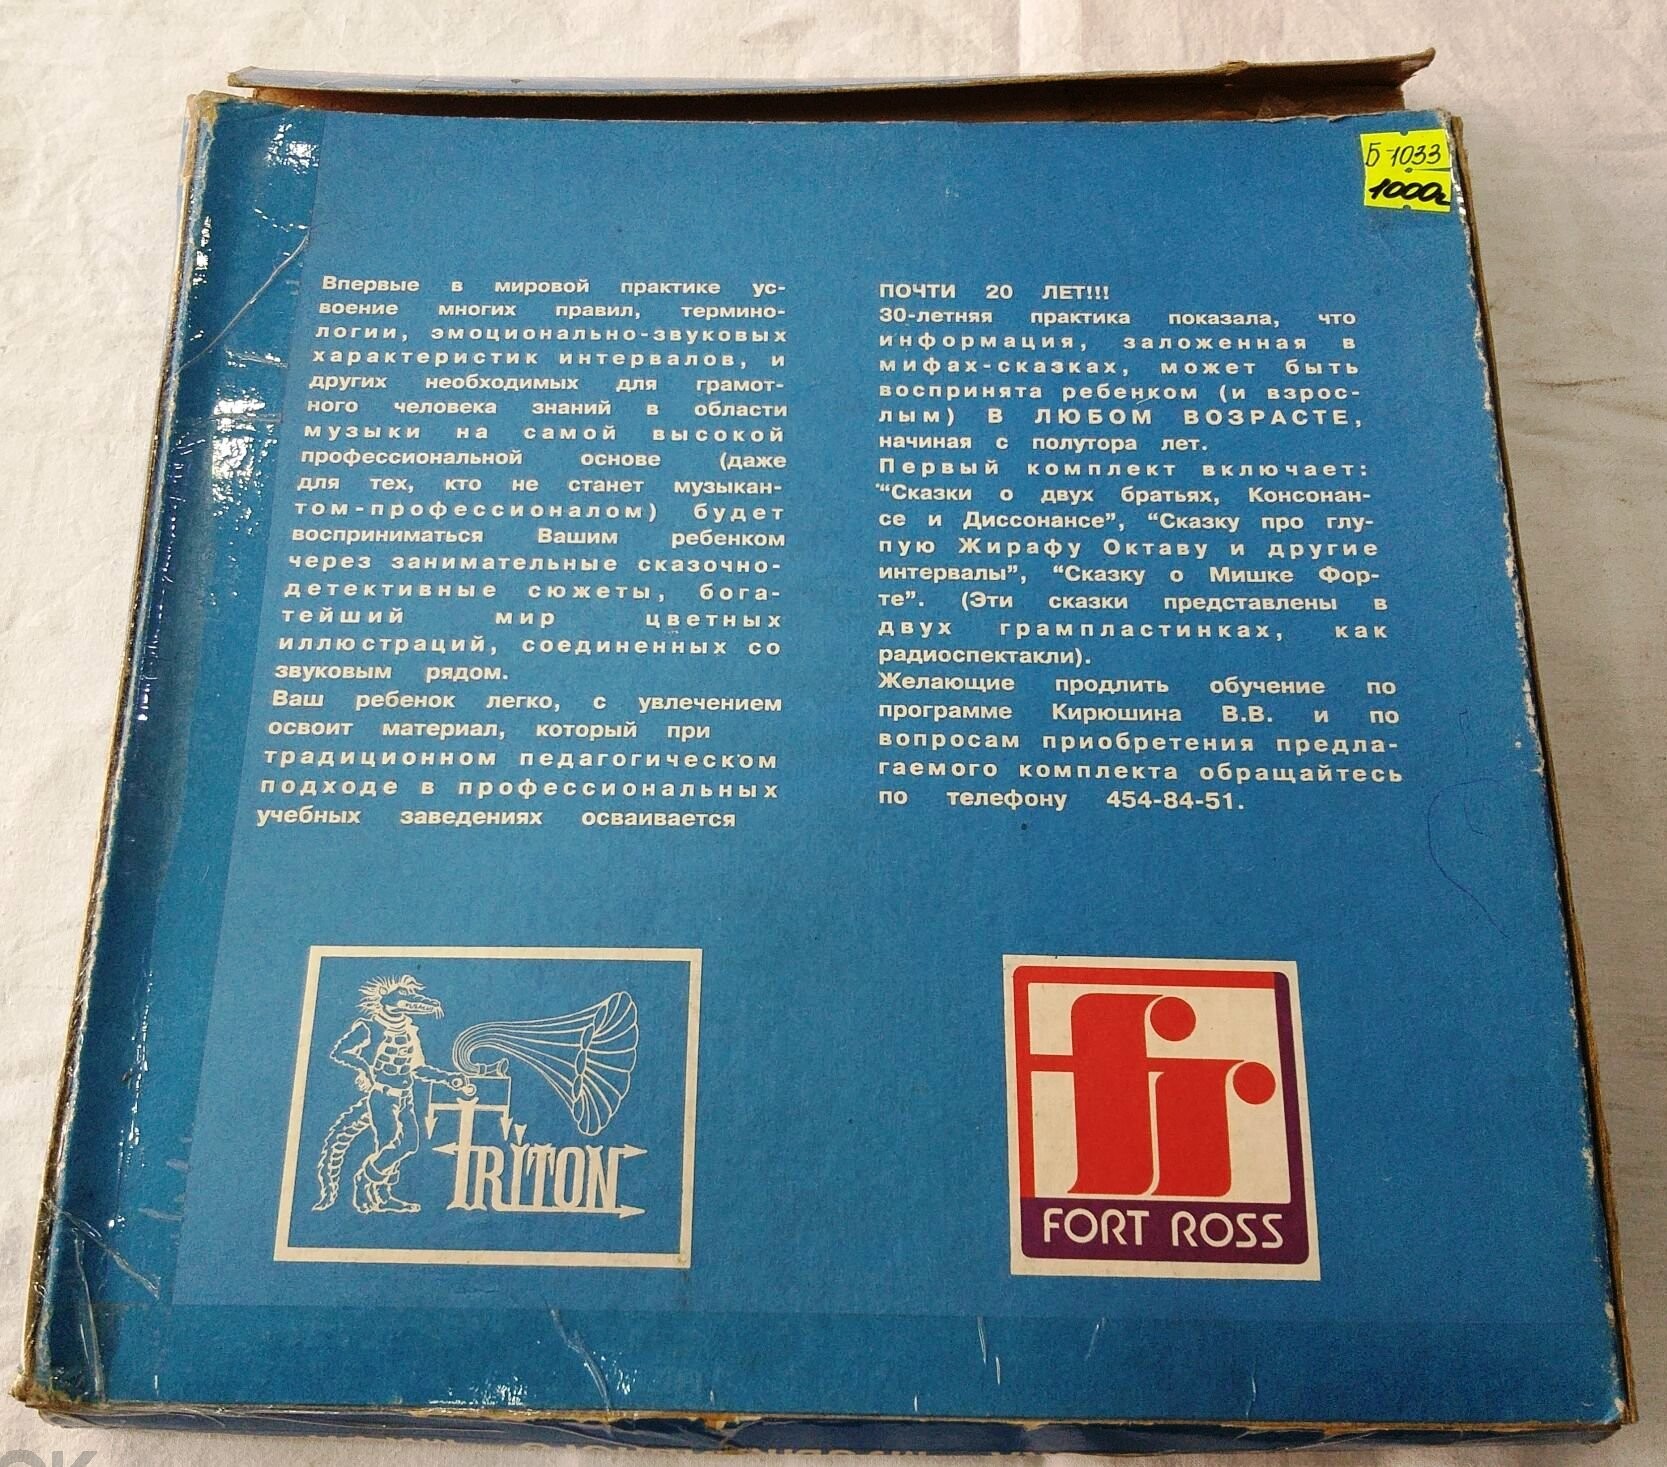 Б-1033
1000
Впервые в мировой практике ус-
воение многих правил, термино-
логии, эмоционально-звуковых
характеристик интервалов, и
других необходимых для грамот-
ного человека знаний в области
музыки на самой высокой
профессиональной основе (даже
для тех, кто не станет музыкан-
том-профессионалом) будет
восприниматься Вашим ребенком
через занимательные сказочно-
детективные сюжеты, бога-
тейший мир цветных
иллюстраций, соединенных со
звуковым рядом.
Ваш ребенок легко, с увлечением
освоит материал, который при
традиционном педагогическом
подходе в профессиональных
учебных заведениях осваивается
ПОЧТИ 20 ЛЕТ!!!
30-летняя практика показала, что
информация, заложенная в
мифах-сказках, может быть
воспринята ребенком (и взрос-
лым) В ЛЮБОМ ВОЗРАСТЕ,
начиная с полутора лет.
Первый комплект включает:
“Сказки о двух братьях, Консонан-
се и Диссонансе”, “Сказку про глу-
пую Жирафу Октаву и другие
интервалы”, “Сказку о Мишке Фор-
те”. (Эти сказки представлены в
двух грампластинках, как
радиоспектакли).
Желающие продлить обучение по
программе Кирюшина В.В. и по
вопросам приобретения предла-
гаемого комплекта обращайтесь
по телефону 454-84-51.
TRITON
fr
FORT ROSS